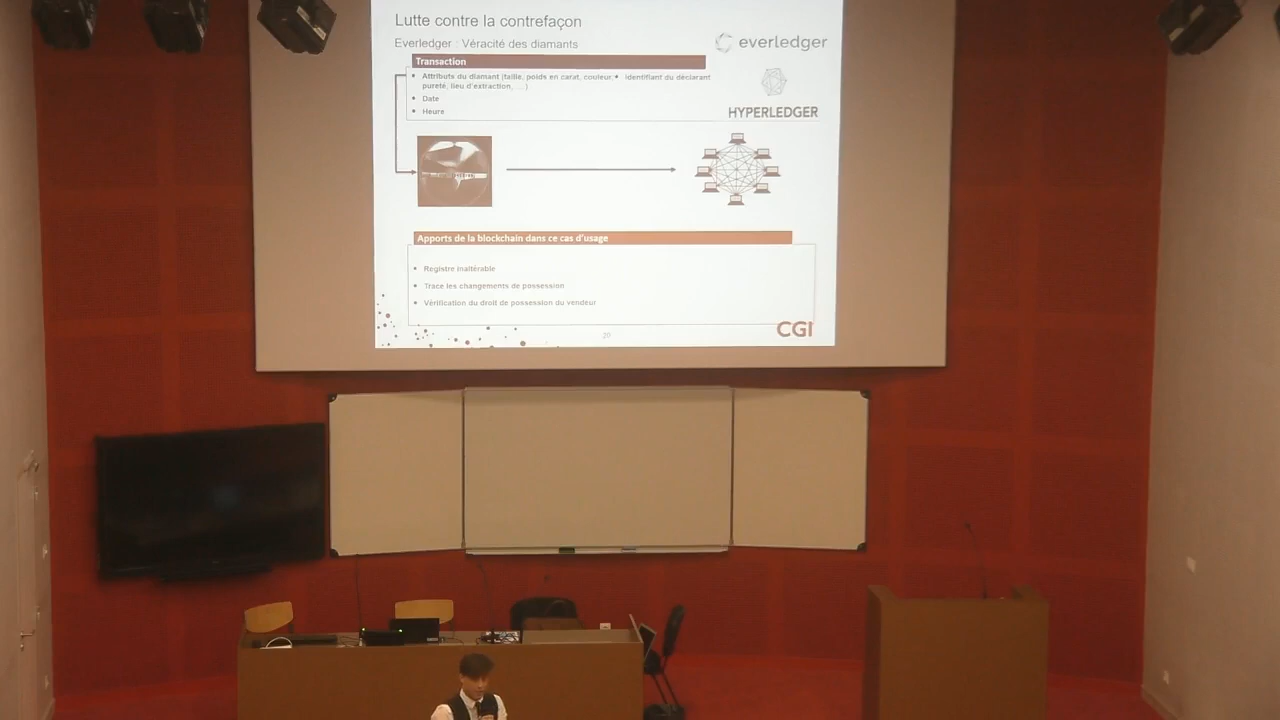 Lutte contre la contrefaçon
Everledger : Véracité des diamants
everledger
Transaction
• Attributs du diamant (taille, poids en carat, couleur, • Identifiant du déclarant
pureté, lieu d'extraction, ... )
• Date
• Heure
HYPERLEDGER
Apports de la blockchain dans ce cas d'usage
• Registre inaltérable
• Trace les changements de possession
• Vérification du droit de possession du vendeur
20
CGI